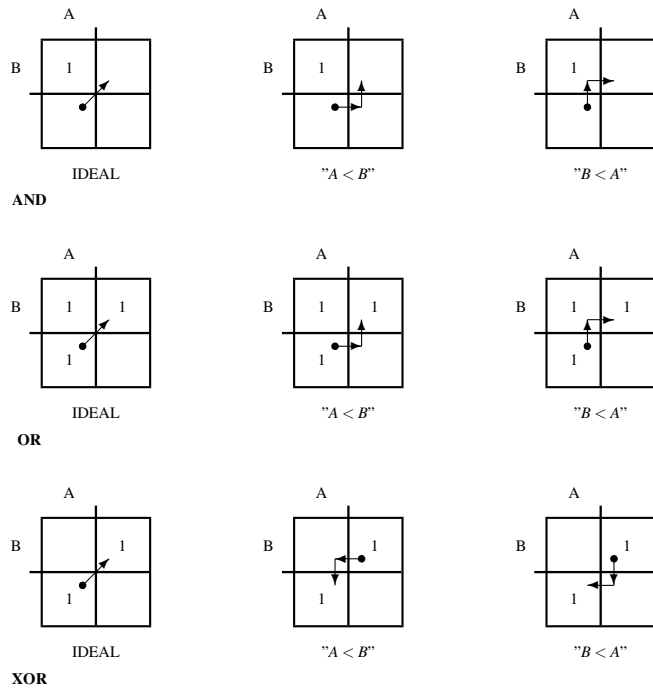 A A A
B 1 B 1 B 1
IDEAL "A < B" "B < A"
AND
A A A
B 1 1 B 1 1 B 1 1
1 1 1
IDEAL "A < B" "B < A"
OR
A A A
B 1 B 1 B 1
1 1 1
IDEAL "A < B" "B < A"
XOR